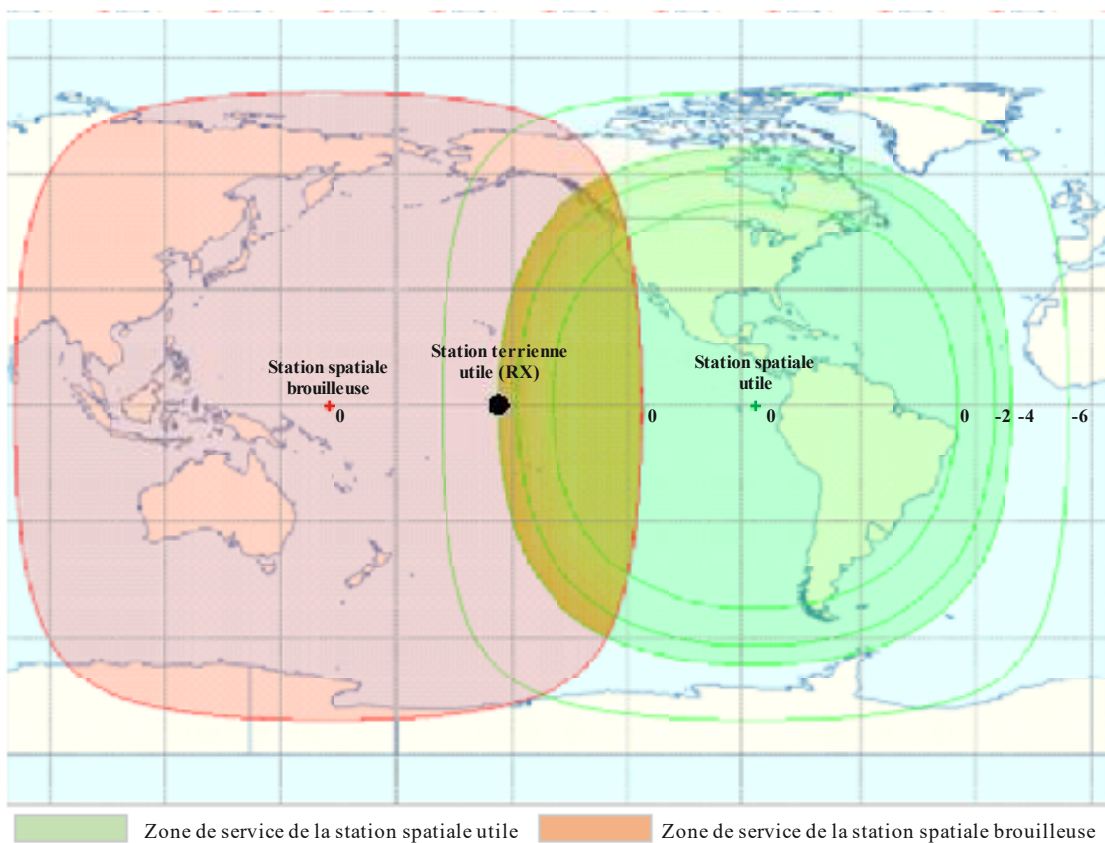 Station spatiale
brouilleuse
0
Station terrienne
utile (RX)
Station spatiale
utile
0
0
0
-2
-4
-6
Zone de service de la station spatiale utile
Zone de service de la station spatiale brouilleuse